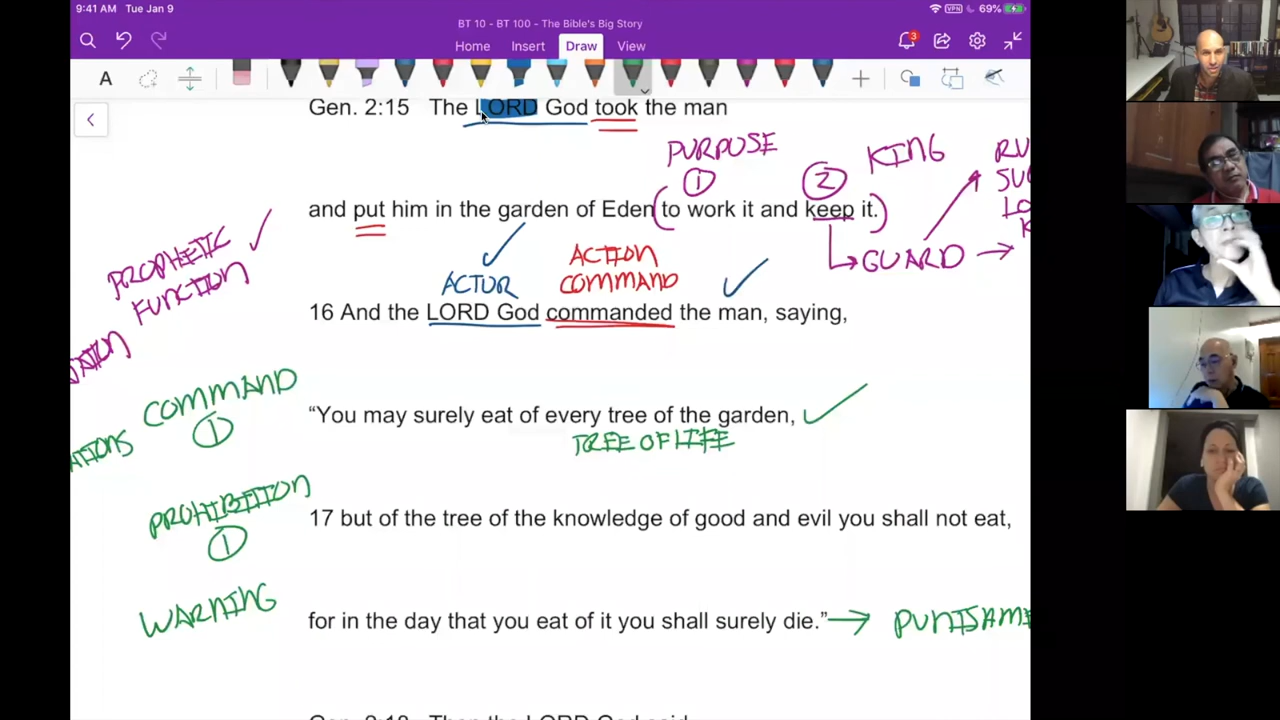 9:41 AM Tue Jan 9
VPN 69%
BT 10 - BT 100 - The Bible's Big Story
Home Insert Draw View
3
A
Gen. 2:15 The LORD God took the man
PURPOSE
KING
1
2
and put him in the garden of Eden (to work it and keep it.)
PROPHETIC
FUNCTION
GUARD
ACTOR
ACTION
COMMAND
16 And the LORD God commanded the man, saying,
COMMAND
1
“You may surely eat of every tree of the garden,
TREE OF LIFE
PROHIBITION
1
17 but of the tree of the knowledge of good and evil you shall not eat,
WARNING
for in the day that you eat of it you shall surely die.”
PUNISHME